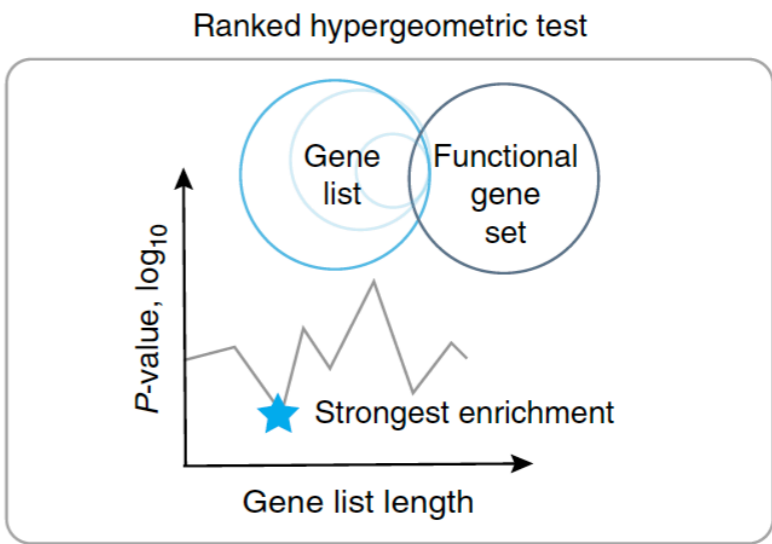 Ranked hypergeometric test
Gene
list
Functional
gene
set
P-value, log10
Strongest enrichment
Gene list length